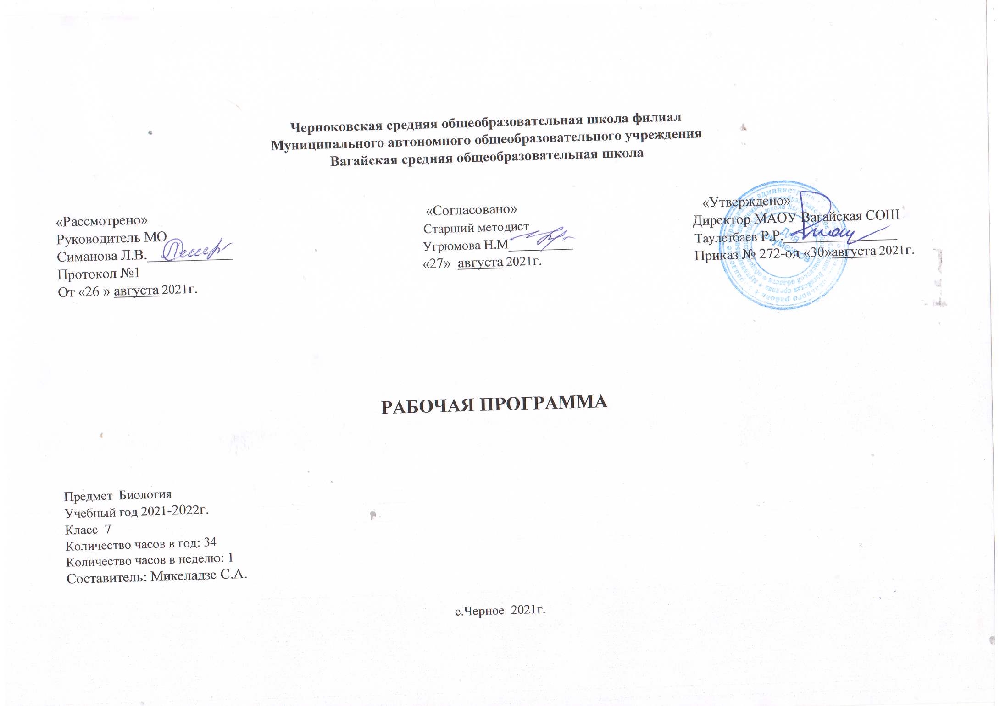 Черноковская средняя общеобразовательная школа филиал
Муниципального автономного общеобразовательного учреждения
Вагайская средняя общеобразовательная школа
«Рассмотрено»
Руководитель МО
Симанова Л.В.
Протокол №1
От «26 » августа 2021г.
«Согласовано»
Старший методист
Угрюмова Н.М
«27» августа 2021г.
«Утверждено»
Директор МАОУ Вагайская СОШ
Таулетбаев Р.Р.
Приказ № 272-од «30»августа 2021г.
Для
документов
РАБОЧАЯ ПРОГРАММА
Предмет Биология
Учебный год 2021-2022г.
Класс 7
Количество часов в год: 34
Количество часов в неделю: 1
Составитель: Микеладзе С.А.
с.Черное 2021г.